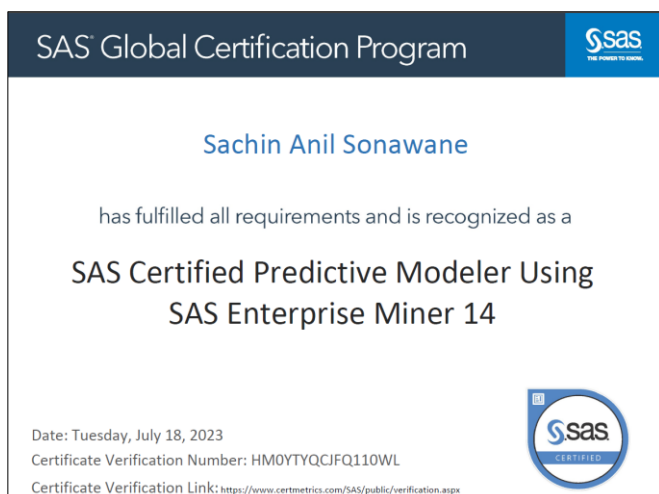 SAS® Global Certification Program
sas
THE POWER TO KNOW.
Sachin Anil Sonawane
has fulfilled all requirements and is recognized as a
SAS Certified Predictive Modeler Using
SAS Enterprise Miner 14
Date: Tuesday, July 18, 2023
Certificate Verification Number: HM0YTYQCJFQ110WL
Certificate Verification Link: https://www.certmetrics.com/SAS/public/verification.aspx
sas
CERTIFIED